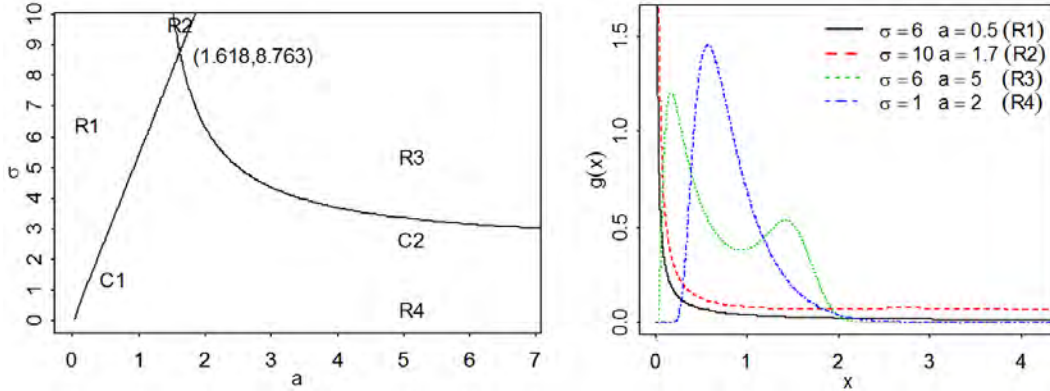 10
9
8
7
6
5
4
3
2
1
0
σ
R2
(1.618,8.763)
R1
R3
C2
C1
R4
0 1 2 3 4 5 6 7
a
1.5
1.0
0.5
0.0
g(x)
σ = 6 a = 0.5 (R1)
σ = 10 a = 1.7 (R2)
σ = 6 a = 5 (R3)
σ = 1 a = 2 (R4)
0 1 2 3 4
x